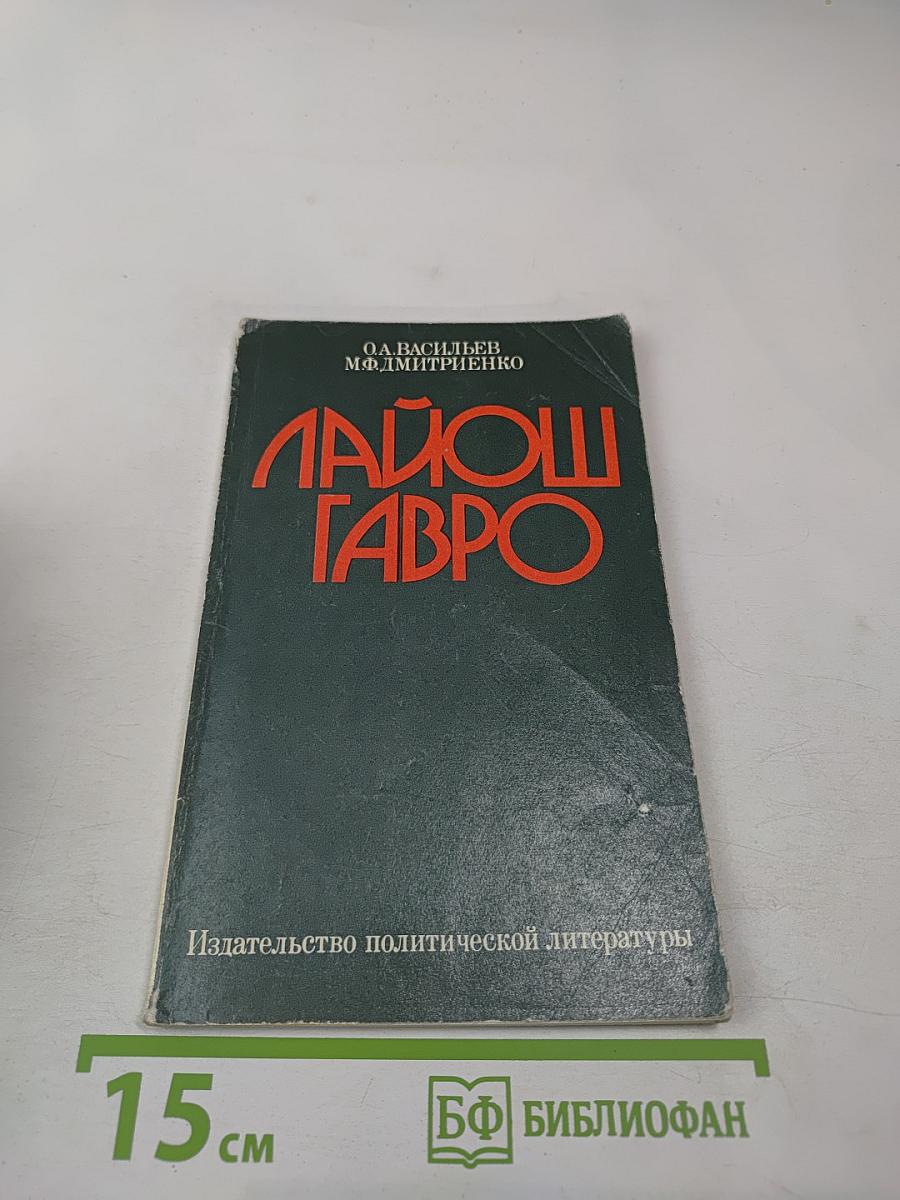 О.А.ВАСИЛЬЕВ
М.Ф.ДМИТРИЕНКО
ЛАЙОШ
ГАВРО
Издательство политической литературы
15 см
БФ БИБЛИОФАН